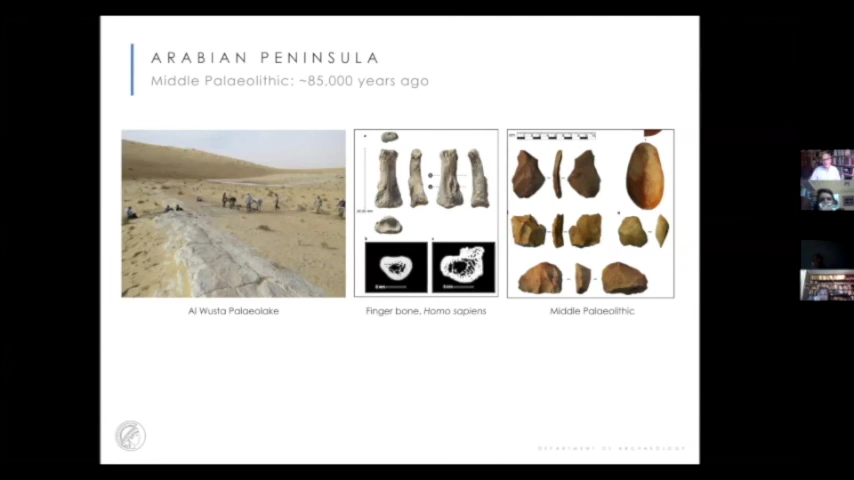 ARABIAN PENINSULA
Middle Palaeolithic: ~85,000 years ago
Al Wusta Palaeolake
Finger bone, Homo sapiens
Middle Palaeolithic
DEPARTMENT OF ARCHAEOLOGY